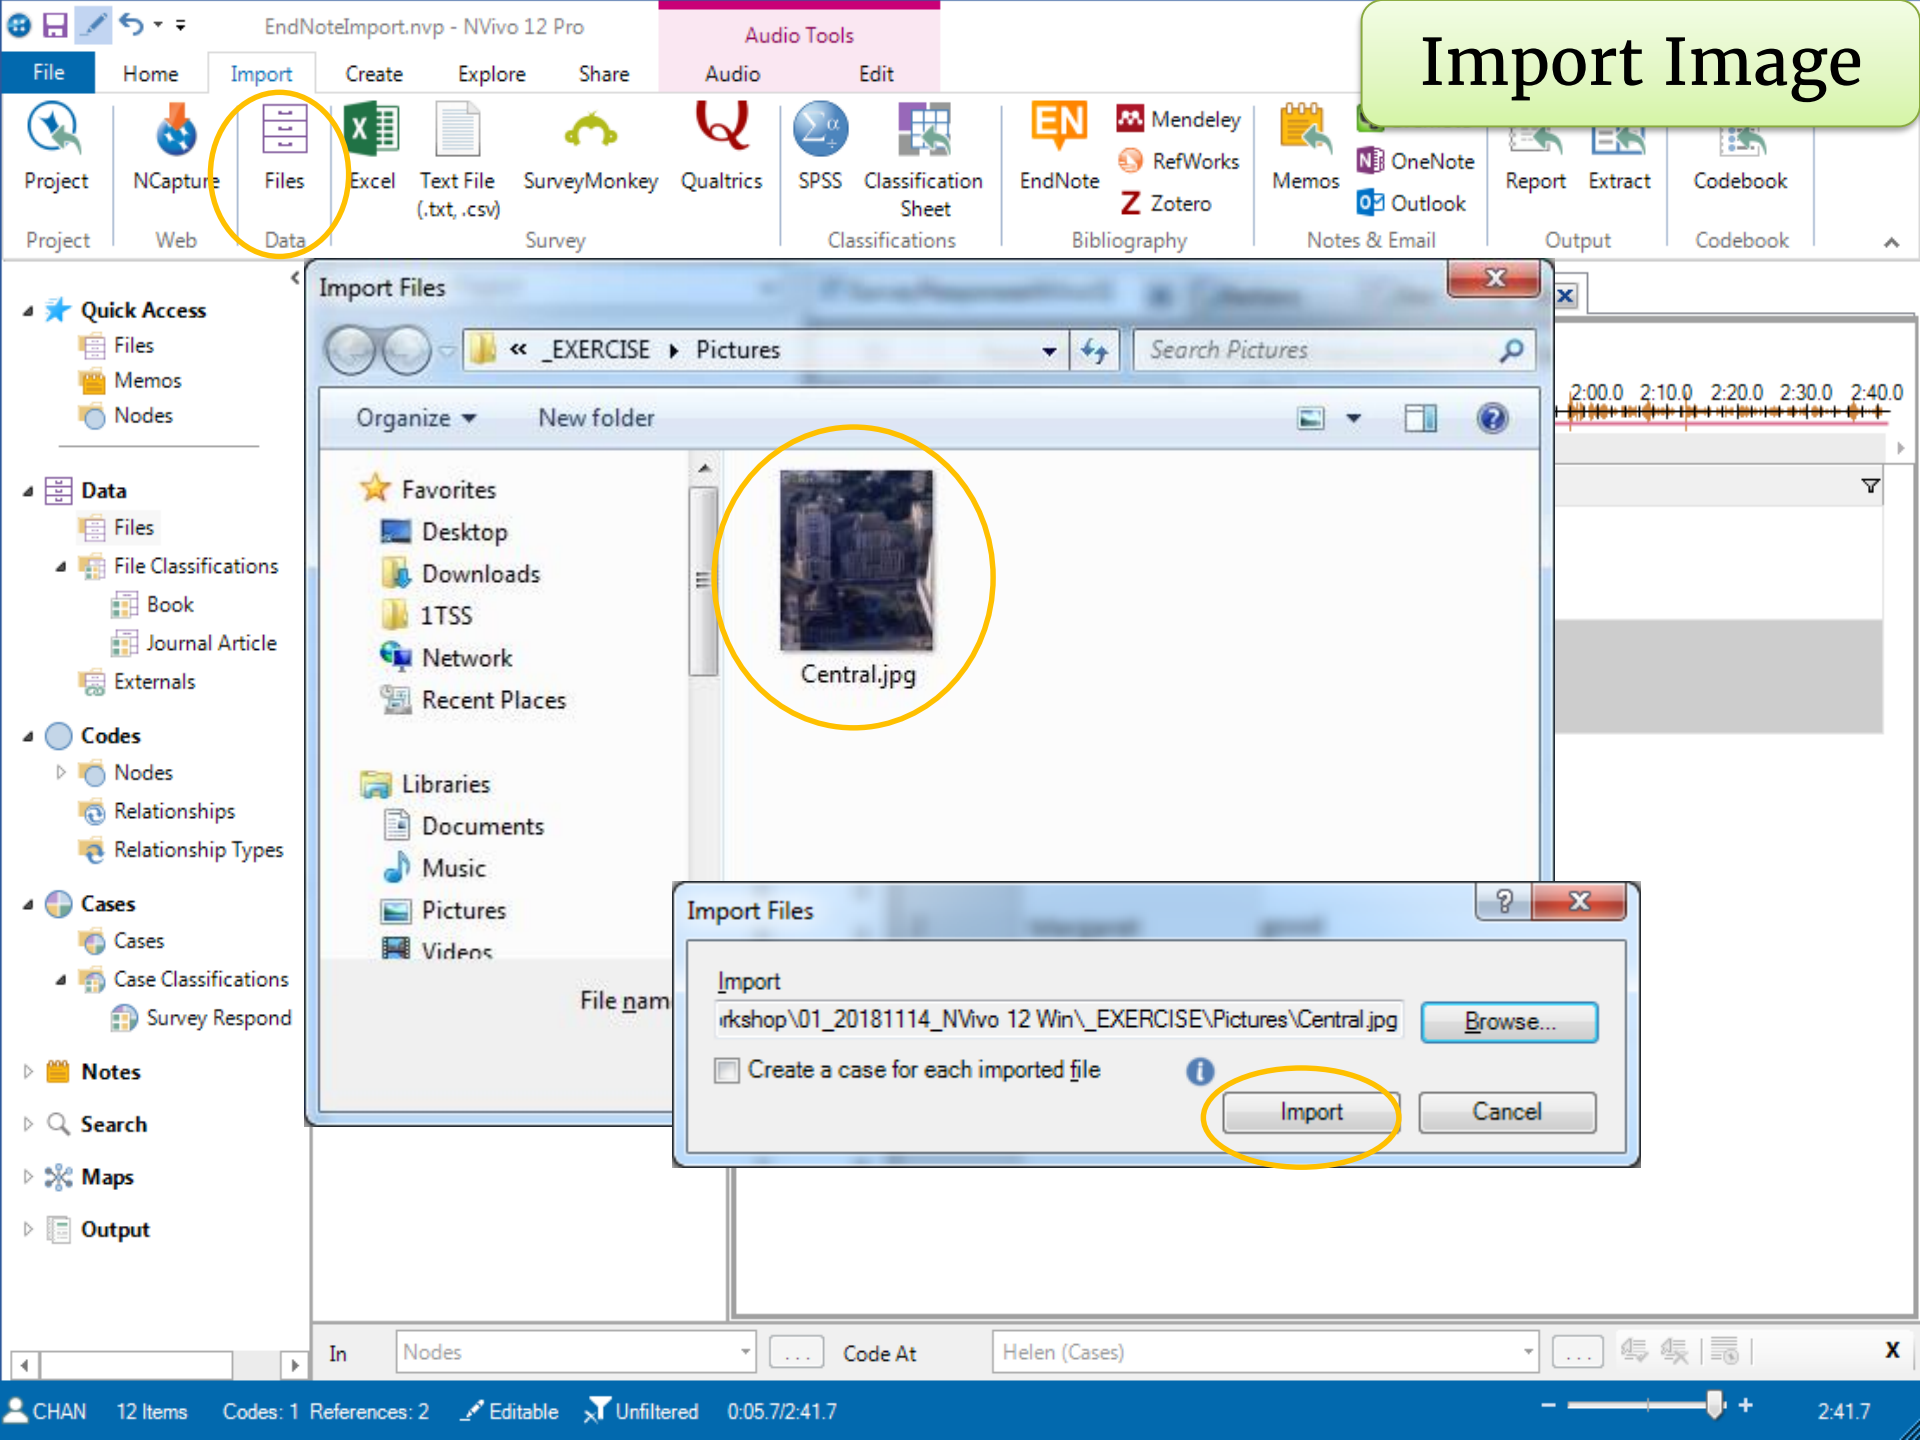 EndNoteImport.nvp - NVivo 12 Pro
Audio Tools
Import Image
File Home Import Create Explore Share Audio Edit
Project
NCapture
Files
Excel
Text File
(.txt, .csv)
SurveyMonkey
Qualtrics
SPSS
Classification
Sheet
EN
EndNote
Mendeley
RefWorks
Zotero
Memos
OneNote
Outlook
Report
Extract
Codebook
Project Web Data Survey Classifications Bibliography Notes & Email Output Codebook
Quick Access
Files
Memos
Nodes
Data
Files
File Classifications
Book
Journal Article
Externals
Codes
Nodes
Relationships
Relationship Types
Cases
Cases
Case Classifications
Survey Respond
Notes
Search
Maps
Output
Import Files
« _EXERCISE Pictures
Search Pictures
Organize New folder
Favorites
Desktop
Downloads
1TSS
Network
Recent Places
Libraries
Documents
Music
Pictures
Videos
Central.jpg
File nam
2:00.0 2:10.0 2:20.0 2:30.0 2:40.0
Import Files
Import
rkshop\01_20181114_NVivo 12 Win\_EXERCISE\Pictures\Central.jpg
Browse...
Create a case for each imported file
Import Cancel
In Nodes ... Code At Helen (Cases) ... X
CHAN 12 Items Codes: 1 References: 2 Editable Unfiltered 0:05.7/2:41.7 2:41.7